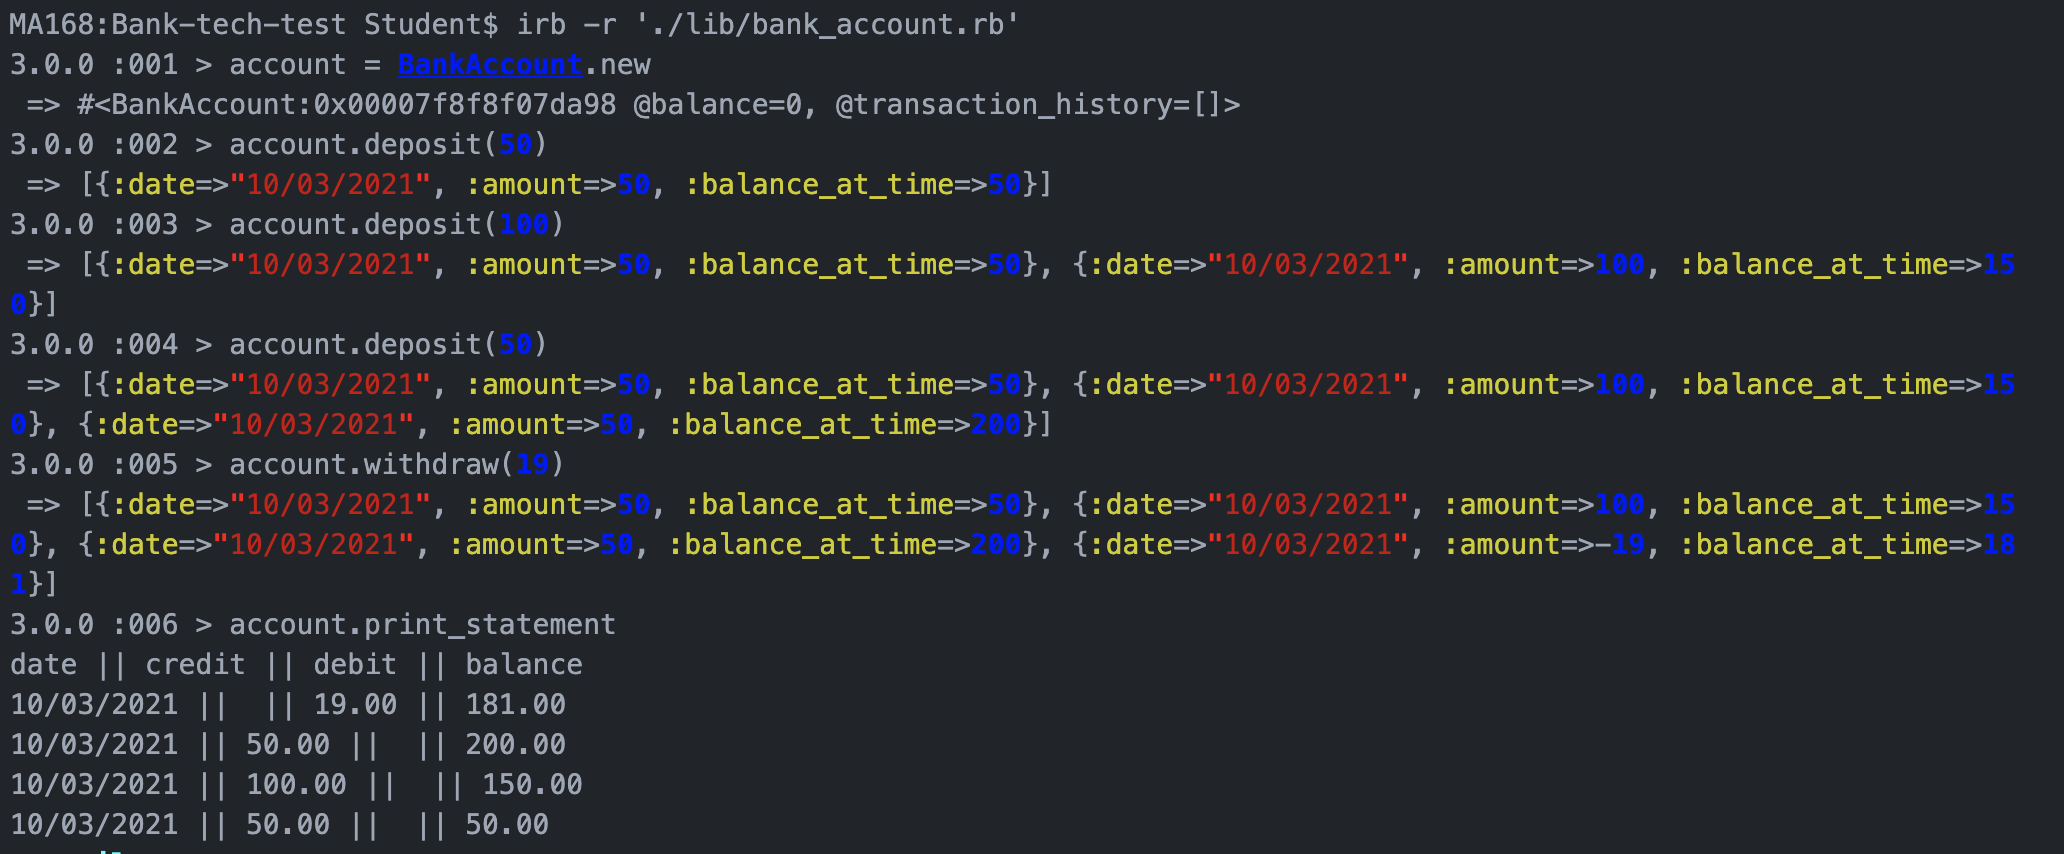 MA168:Bank-tech-test Student$ irb -r './lib/bank_account.rb'
3.0.0 :001 > account = BankAccount.new
 => #<BankAccount:0x00007f8f8f07da98 @balance=0, @transaction_history=[]>
3.0.0 :002 > account.deposit(50)
 => [{:date=>"10/03/2021", :amount=>50, :balance_at_time=>50}]
3.0.0 :003 > account.deposit(100)
 => [{:date=>"10/03/2021", :amount=>50, :balance_at_time=>50}, {:date=>"10/03/2021", :amount=>100, :balance_at_time=>15
0}]
3.0.0 :004 > account.deposit(50)
 => [{:date=>"10/03/2021", :amount=>50, :balance_at_time=>50}, {:date=>"10/03/2021", :amount=>100, :balance_at_time=>15
0}, {:date=>"10/03/2021", :amount=>50, :balance_at_time=>200}]
3.0.0 :005 > account.withdraw(19)
 => [{:date=>"10/03/2021", :amount=>50, :balance_at_time=>50}, {:date=>"10/03/2021", :amount=>100, :balance_at_time=>15
0}, {:date=>"10/03/2021", :amount=>50, :balance_at_time=>200}, {:date=>"10/03/2021", :amount=>-19, :balance_at_time=>18
1}]
3.0.0 :006 > account.print_statement
date || credit || debit || balance
10/03/2021 ||  || 19.00 || 181.00
10/03/2021 || 50.00 ||  || 200.00
10/03/2021 || 100.00 ||  || 150.00
10/03/2021 || 50.00 ||  || 50.00